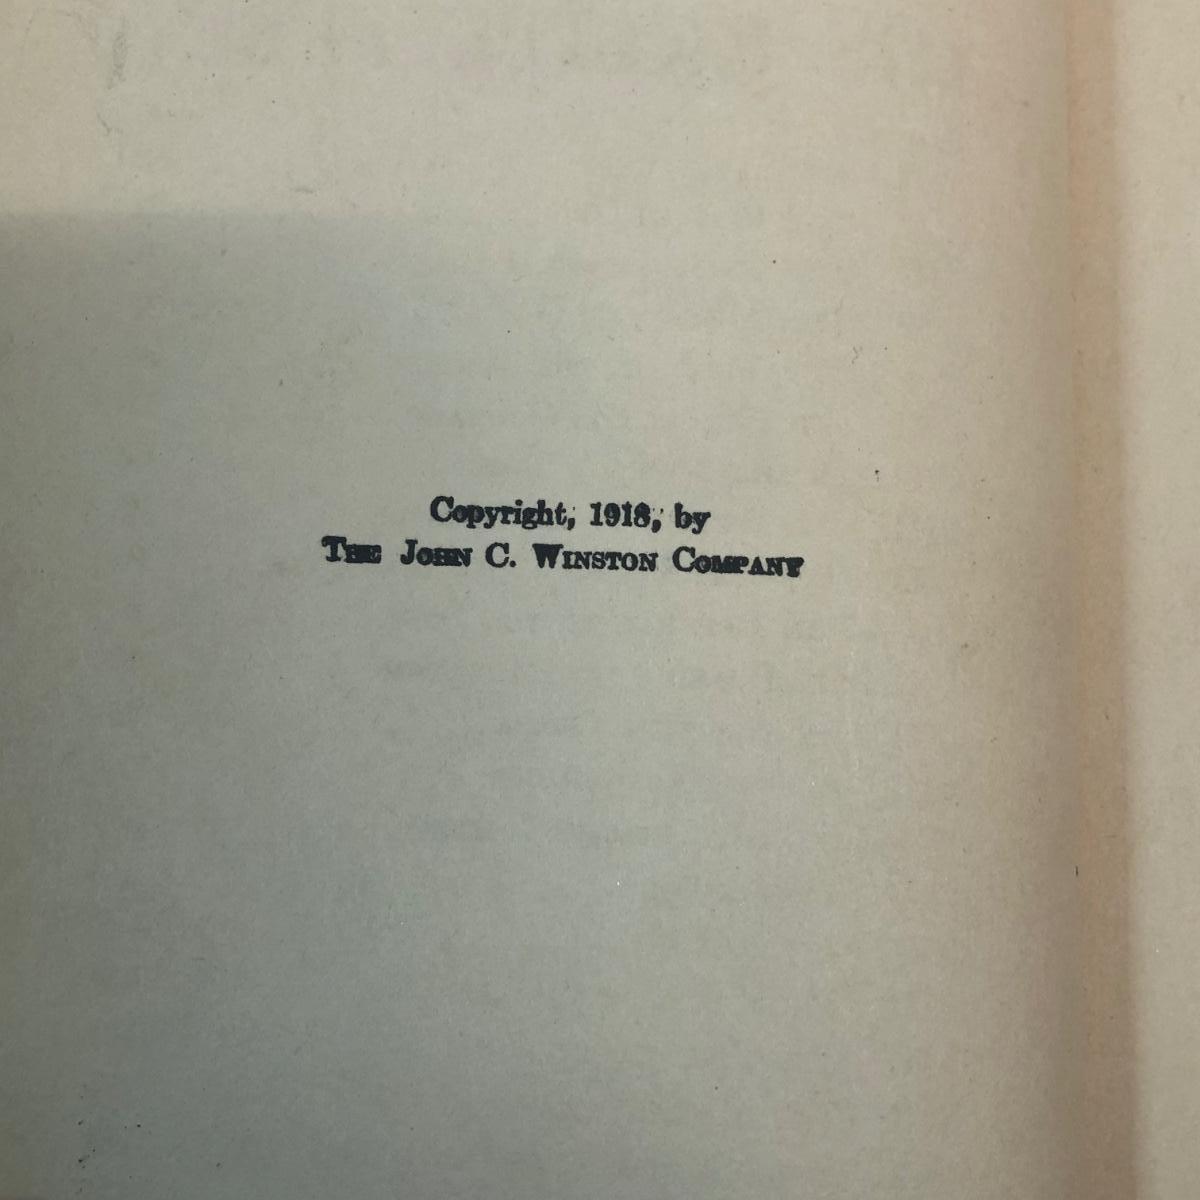 Copyright, 1918, by
THE JOHN C. WINSTON COMPANY